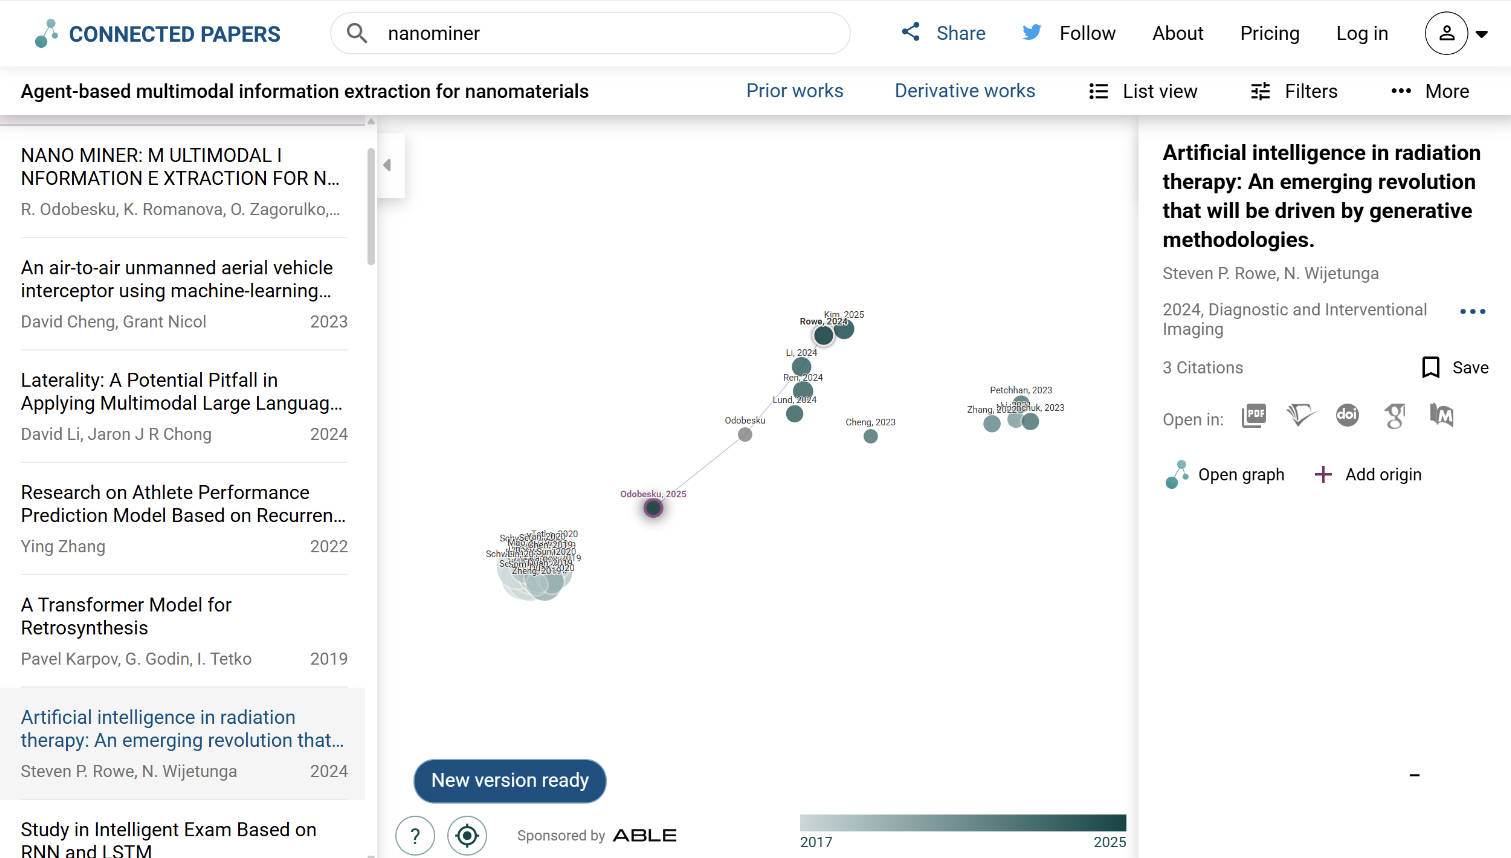 CONNECTED PAPERS
nanominer
Share
Follow
About
Pricing
Log in
Agent-based multimodal information extraction for nanomaterials
Prior works
Derivative works
List view
Filters
More
NANO MINER: M ULTIMODAL I
NFORMATION E XTRACTION FOR N...
R. Odobesku, K. Romanova, O. Zagorulko,...
An air-to-air unmanned aerial vehicle
interceptor using machine-learning...
David Cheng, Grant Nicol 2023
Laterality: A Potential Pitfall in
Applying Multimodal Large Languag...
David Li, Jaron J R Chong 2024
Research on Athlete Performance
Prediction Model Based on Recurren...
Ying Zhang 2022
A Transformer Model for
Retrosynthesis
Pavel Karpov, G. Godin, I. Tetko 2019
Artificial intelligence in radiation
therapy: An emerging revolution that...
Steven P. Rowe, N. Wijetunga 2024
Study in Intelligent Exam Based on
RNN and LSTM
Kim, 2025
Rowe, 2024
Li, 2024
Ren, 2024
Lund, 2024
Odobesku
Cheng, 2023
Petchhan, 2023
Zhang, 2022
Odobesku, 2025
Zheng, 2019
New version ready
?
Sponsored by ABLE
2017
2025
Artificial intelligence in radiation
therapy: An emerging revolution
that will be driven by generative
methodologies.
Steven P. Rowe, N. Wijetunga
2024, Diagnostic and Interventional
Imaging
3 Citations
Save
Open in:
PDF
doi
Open graph
Add origin